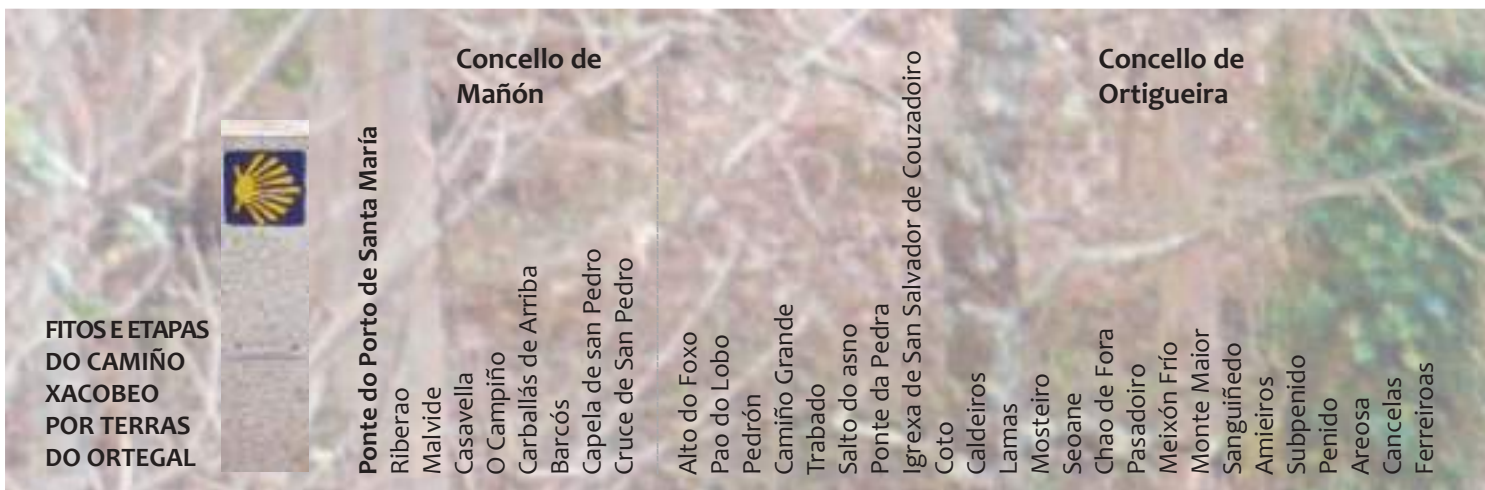 FITOS E ETAPAS
DO CAMIÑO
XACOBEO
POR TERRAS
DO ORTEGAL
Concello de
Mañón
Ponte do Porto de Santa María
Riberao
Malvide
Casavella
O Campiño
Carballás de Arriba
Barcós
Capela de san Pedro
Cruce de San Pedro
Concello de
Ortigueira
Alto do Foxo
Pao do Lobo
Pedrón
Camiño Grande
Trabado
Salto do asno
Ponte da Pedra
Igrexa de San Salvador de Couzadoiro
Coto
Caldeiros
Lamas
Mosteiro
Seoane
Chao de Fora
Pasadoiro
Meixón Frío
Monte Maior
Sanguiñedo
Amieiros
Subpenido
Penido
Areosa
Cancelas
Ferreiroas